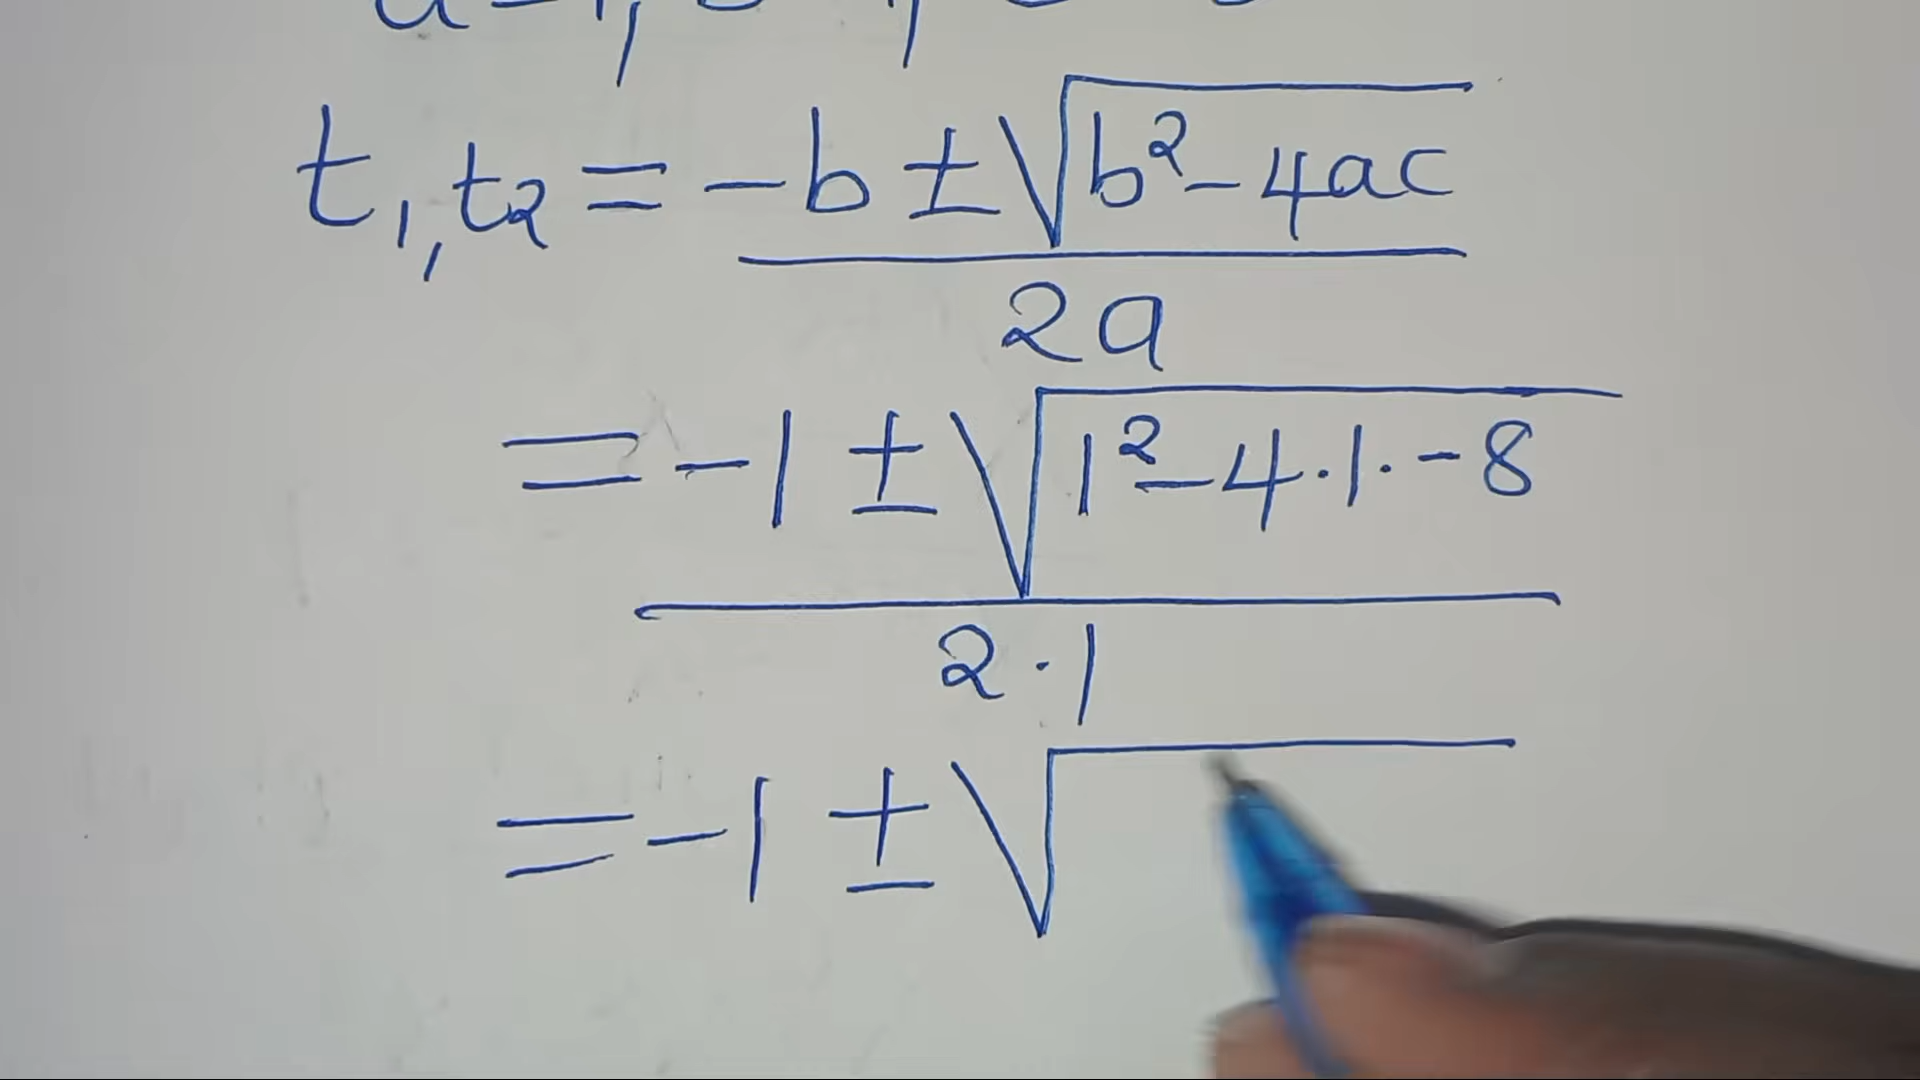 t₁, t₂ = -b ± √(b² - 4ac)
2a
= -1 ± √(1² - 4·1·-8)
2·1
= -1 ± √